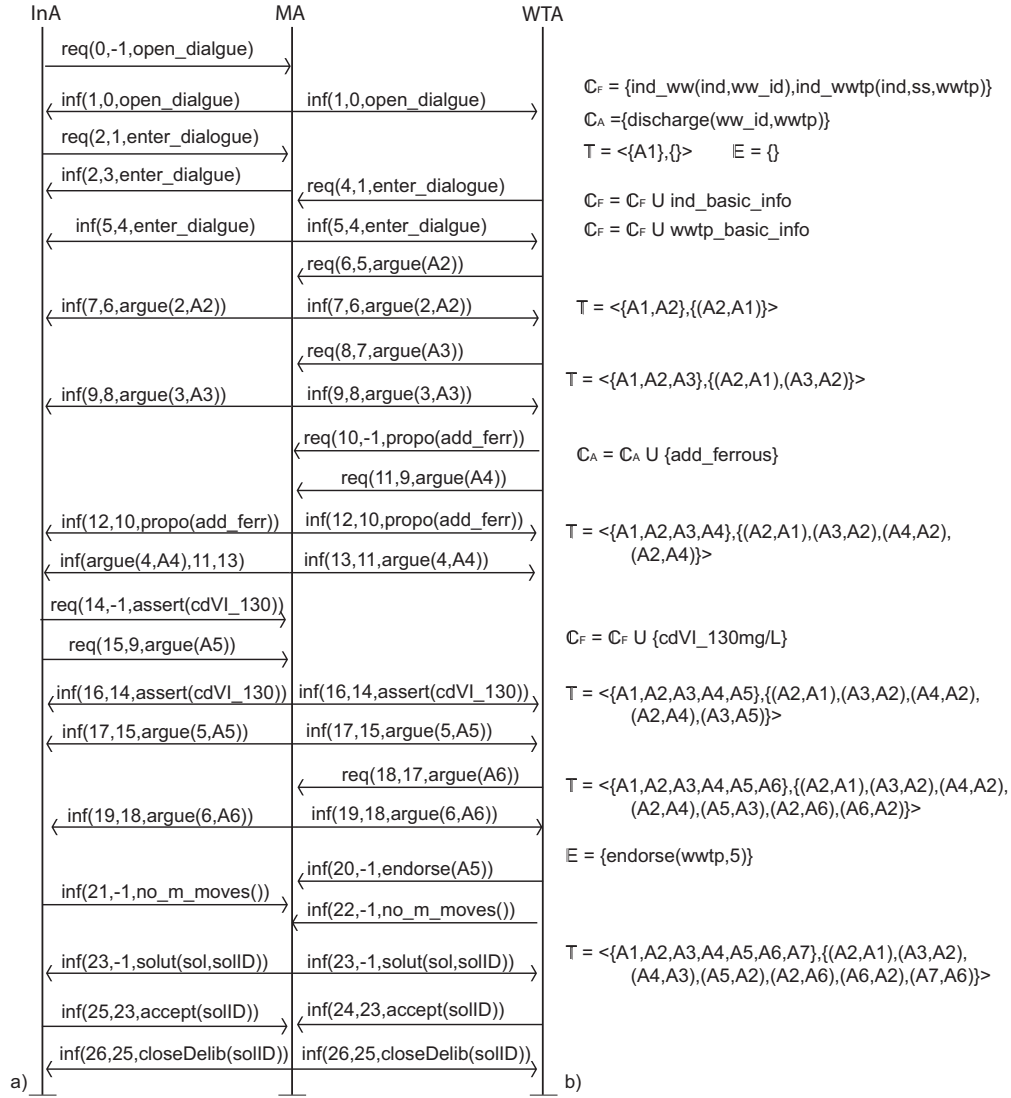 InA MA WTA
req(0,-1,open_dialgue)
inf(1,0,open_dialgue) inf(1,0,open_dialgue)
req(2,1,enter_dialogue)
inf(2,3,enter_dialgue)
req(4,1,enter_dialogue)
inf(5,4,enter_dialgue) inf(5,4,enter_dialgue)
req(6,5,argue(A2))
inf(7,6,argue(2,A2)) inf(7,6,argue(2,A2))
req(8,7,argue(A3))
inf(9,8,argue(3,A3)) inf(9,8,argue(3,A3))
req(10,-1,propo(add_ferr))
req(11,9,argue(A4))
inf(12,10,propo(add_ferr)) inf(12,10,propo(add_ferr))
inf(argue(4,A4),11,13) inf(13,11,argue(4,A4))
req(14,-1,assert(cdVI_130))
req(15,9,argue(A5))
inf(16,14,assert(cdVI_130)) inf(16,14,assert(cdVI_130))
inf(17,15,argue(5,A5)) inf(17,15,argue(5,A5))
req(18,17,argue(A6))
inf(19,18,argue(6,A6)) inf(19,18,argue(6,A6))
inf(20,-1,endorse(A5))
inf(21,-1,no_m_moves())
inf(22,-1,no_m_moves())
inf(23,-1,solut(sol,solID)) inf(23,-1,solut(sol,solID))
inf(25,23,accept(solID)) inf(24,23,accept(solID))
inf(26,25,closeDelib(solID)) inf(26,25,closeDelib(solID))
a)
ℂF = {ind_ww(ind,ww_id),ind_wwtp(ind,ss,wwtp)}
ℂA ={discharge(ww_id,wwtp)}
𝕋 = <{A1},{}> 𝔼 = {}
ℂF = ℂF U ind_basic_info
ℂF = ℂF U wwtp_basic_info
𝕋 = <{A1,A2},{(A2,A1)}>
𝕋 = <{A1,A2,A3},{(A2,A1),(A3,A2)}>
ℂA = ℂA U {add_ferrous}
𝕋 = <{A1,A2,A3,A4},{(A2,A1),(A3,A2),(A4,A2),
(A2,A4)}>
ℂF = ℂF U {cdVI_130mg/L}
𝕋 = <{A1,A2,A3,A4,A5},{(A2,A1),(A3,A2),(A4,A2),
(A2,A4),(A3,A5)}>
𝕋 = <{A1,A2,A3,A4,A5,A6},{(A2,A1),(A3,A2),(A4,A2),
(A2,A4),(A5,A3),(A2,A6),(A6,A2)}>
𝔼 = {endorse(wwtp,5)}
𝕋 = <{A1,A2,A3,A4,A5,A6,A7},{(A2,A1),(A3,A2),
(A4,A3),(A5,A2),(A2,A6),(A6,A2),(A7,A6)}>
b)